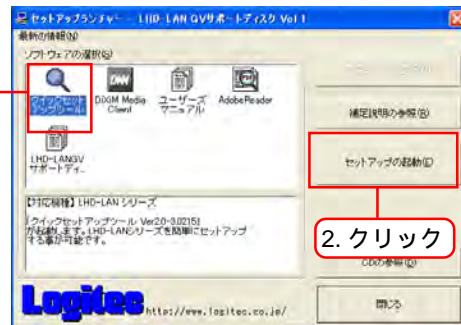 セットアップランチャー - LHD-LAN QVサポートディスク Vol 1
最新の情報(N)
ソフトウェアの選択(S)
クイックセットアップツール
DiXiM Media Client
ユーザーズマニュアル
AdobeReader
LHD-LANGV サポートディ...
補足説明の参照(R)
セットアップの起動(E)
2. クリック
【対応機種】LHD-LAN シリーズ
「クイックセットアップツール Ver2.0-3.0215」
が起動します。LHD-LANシリーズを簡単にセットアップ
する事が可能です。
CDの参照(D)
Logitec http://www.logitec.co.jp/
閉じる